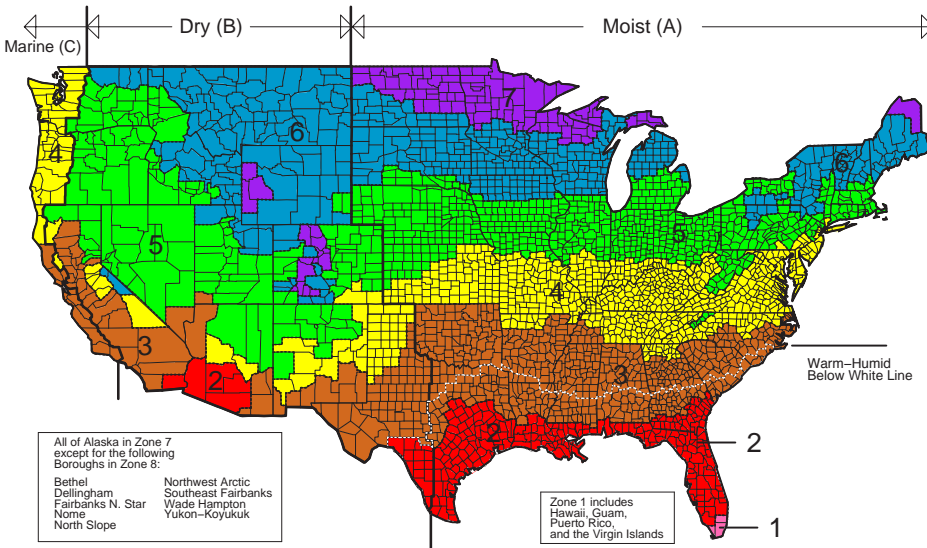 Marine (C)
Dry (B)
Moist (A)
7
6
6
4
5
5
4
3
3
2
2
Warm–Humid
Below White Line
All of Alaska in Zone 7
except for the following
Boroughs in Zone 8:
Bethel
Dellingham
Fairbanks N. Star
Nome
North Slope
Northwest Arctic
Southeast Fairbanks
Wade Hampton
Yukon–Koyukuk
Zone 1 includes
Hawaii, Guam,
Puerto Rico,
and the Virgin Islands
2
1